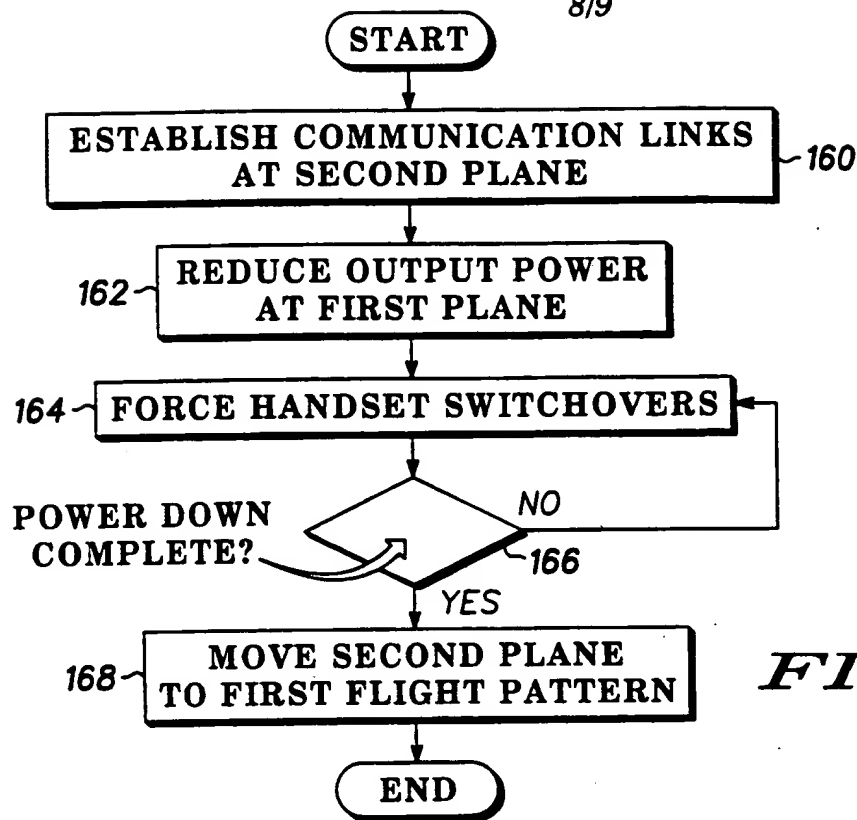 8/9
START
ESTABLISH COMMUNICATION LINKS
AT SECOND PLANE
160
162
REDUCE OUTPUT POWER
AT FIRST PLANE
164
FORCE HANDSET SWITCHOVERS
POWER DOWN
COMPLETE?
NO
166
YES
168
MOVE SECOND PLANE
TO FIRST FLIGHT PATTERN
FI
END